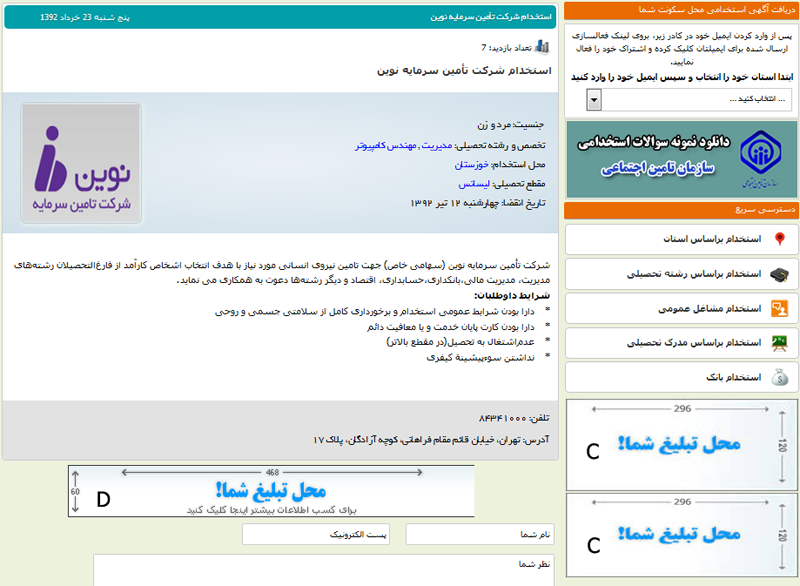 استخدام شرکت تأمین سرمایه نوین
پنج شنبه 23 خرداد 1392
تعداد بازدید: 7
استخدام شرکت تأمین سرمایه نوین
جنسیت: مرد و زن
تخصص و رشته تحصیلی: مدیریت , مهندس کامپیوتر
محل استخدام: خوزستان
مقطع تحصیلی: لیسانس
تاریخ انقضا: چهارشنبه ۱۲ تیر ۱۳۹۲
نوین
شرکت تامین سرمایه
شرکت تأمین سرمایه نوین (سهامی خاص) جهت تامین نیروی انسانی مورد نیاز با هدف انتخاب اشخاص کارآمد از فارغ‌التحصیلان رشته‌های
مدیریت، مدیریت مالی،بانکداری،حسابداری، اقتصاد و دیگر رشته‌ها دعوت به همکاری می نماید.
شرایط داوطلبان:
* دارا بودن شرایط عمومی استخدام و برخورداری کامل از سلامتی جسمی و روحی
* دارا بودن کارت پایان خدمت و یا معافیت دائم
* عدم‌اشتغال به تحصیل(در مقطع بالاتر)
* نداشتن سوءپیشینهٔ کیفری
تلفن: ۸۴۳۴۱۰۰۰
آدرس: تهران، خیابان قائم مقام فراهانی، کوچه آزادگان، پلاک ۱۷
468
60
D
محل تبلیغ شما!
برای کسب اطلاعات بیشتر اینجا کلیک کنید
نام شما
پست الکترونیک
نظر شما
دریافت آگهی استخدامی محل سکونت شما
پس از وارد کردن ایمیل خود در کادر زیر، بروی لینک فعالسازی
ارسال شده برای ایمیلتان کلیک کرده و اشتراک خود را فعال
نمایید.
ابتدا استان خود را انتخاب و سپس ایمیل خود را وارد کنید
... انتخاب کنید ...
دانلود نمونه سوالات استخدامی
سازمان تامین اجتماعی
دسترسی سریع
استخدام براساس استان
استخدام براساس رشته تحصیلی
استخدام مشاغل عمومی
استخدام براساس مدرک تحصیلی
استخدام بانک
296
120
C
محل تبلیغ شما!
296
120
C
محل تبلیغ شما!